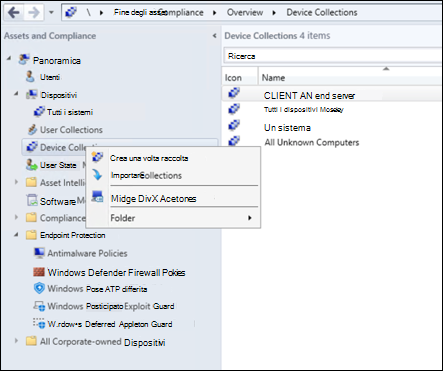 \ Fine degli asset Compliance Overview Device Collections
Assets and Compliance
Panoramica
Utenti
Dispositivi
Tutti i sistemi
User Collections
Device Collecti
User State M
Asset Intelli
Software M
Compliance
Endpoint Protection
Antimalware Policies
Windows Defender Firewall Pokies
Windows Pose ATP differita
Windows Posticipato Exploit Guard
W.rdow•s Deferred Appleton Guard
All Corporate-owned Dispositivi
Crea una volta raccolta
Importare Collections
Midge DivX Acetores
Folder
Device Collections 4 items
Ricerca
Icon Name
CLIENT AN end server
Tutti i dispositivi Mossey
Un sistema
All Unknown Computers